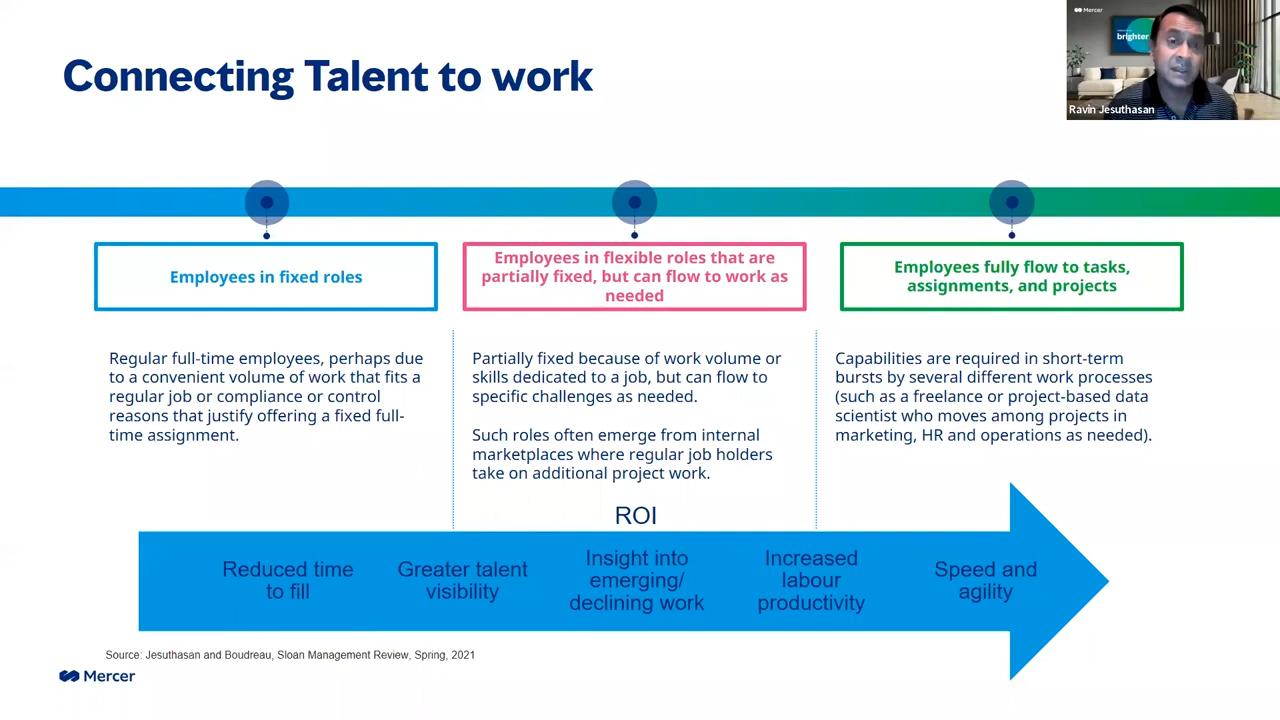 Connecting Talent to work
Mercer
brighter
Ravin Jesuthasan
Employees in fixed roles
Employees in flexible roles that are
partially fixed, but can flow to work as
needed
Employees fully flow to tasks,
assignments, and projects
Regular full-time employees, perhaps due
to a convenient volume of work that fits a
regular job or compliance or control
reasons that justify offering a fixed full-
time assignment.
Partially fixed because of work volume or
skills dedicated to a job, but can flow to
specific challenges as needed.
Such roles often emerge from internal
marketplaces where regular job holders
take on additional project work.
Capabilities are required in short-term
bursts by several different work processes
(such as a freelance or project-based data
scientist who moves among projects in
marketing, HR and operations as needed).
ROI
Reduced time
to fill
Greater talent
visibility
Insight into
emerging/
declining work
Increased
labour
productivity
Speed and
agility
Source: Jesuthasan and Boudreau, Sloan Management Review, Spring, 2021
Mercer